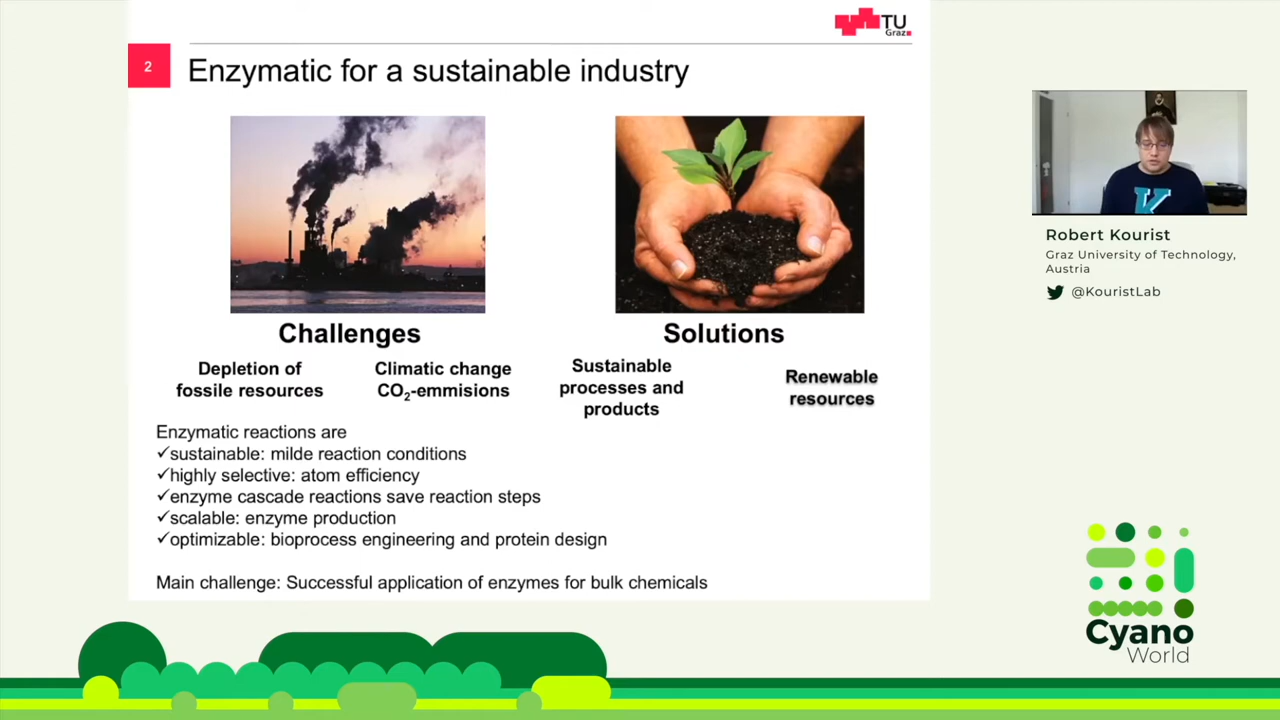 TU
Graz
2
Enzymatic for a sustainable industry
Challenges
Solutions
Depletion of
fossile resources
Climatic change
CO₂-emmisions
Sustainable
processes and
products
Renewable
resources
Enzymatic reactions are
✓sustainable: milde reaction conditions
✓highly selective: atom efficiency
✓enzyme cascade reactions save reaction steps
✓scalable: enzyme production
✓optimizable: bioprocess engineering and protein design
Main challenge: Successful application of enzymes for bulk chemicals
K
Robert Kourist
Graz University of Technology,
Austria
@KouristLab
Cyano
World